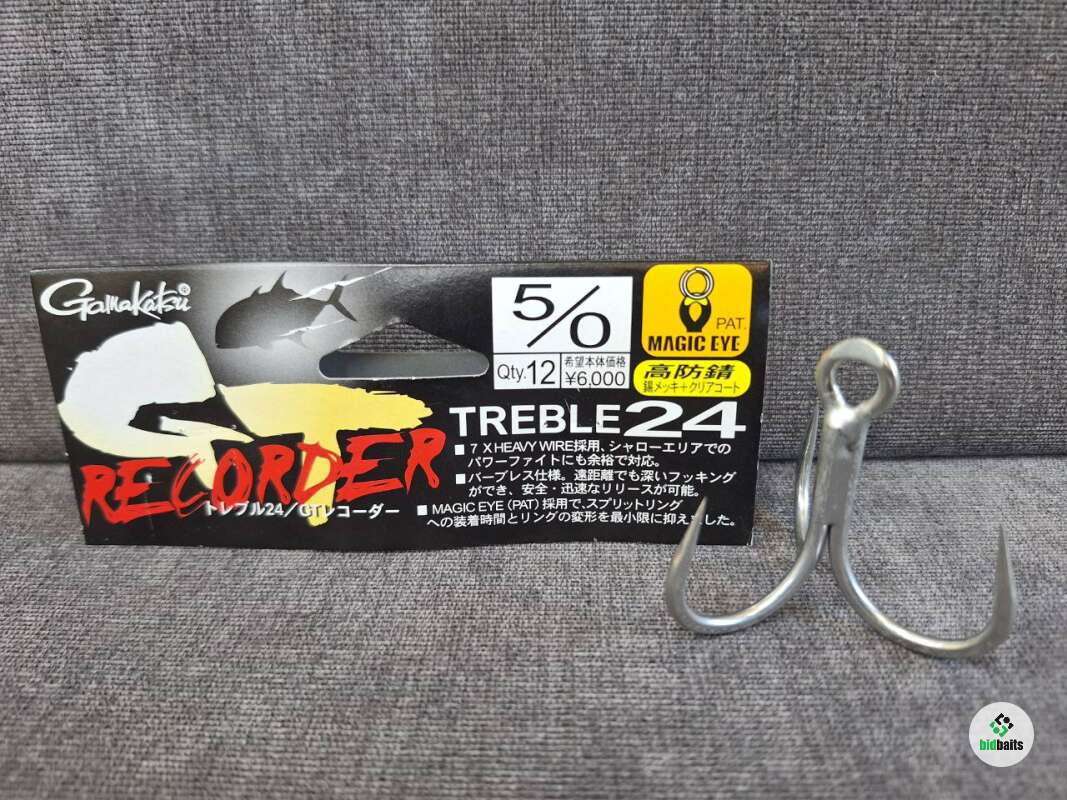 Gamakatsu®
GT
RECORDER
トレブル24/GTレコーダー
5/0
Qty.12
希望本体価格
¥6,000
PAT.
MAGIC EYE
高防錆
錫メッキ+クリアコート
TREBLE24
■7 X HEAVY WIRE採用、シャローエリアでの
パワーファイトにも余裕で対応。
■バーブレス仕様。遠距離でも深いフッキング
ができ、安全・迅速なリリースが可能。
■MAGIC EYE（PAT）採用で、スプリットリング
への装着時間とリングの変形を最小限に抑えました。
bidbaits